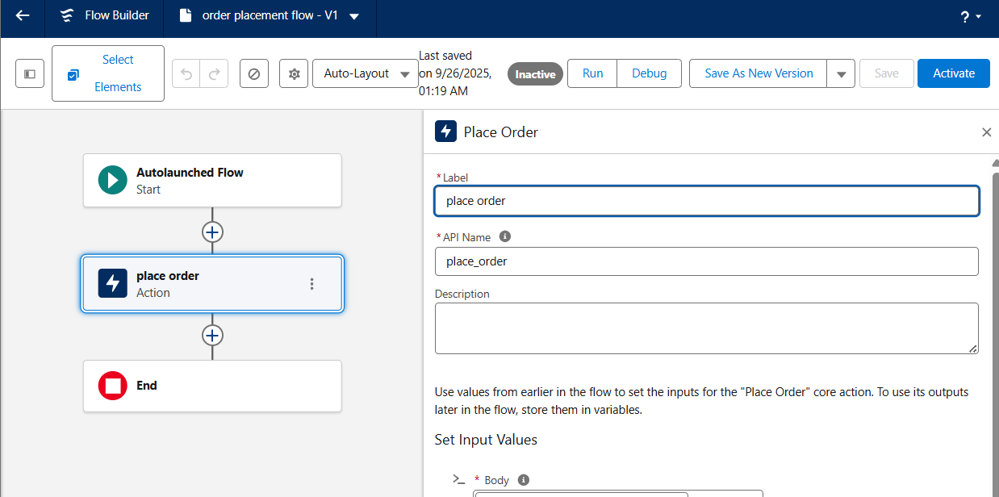 Flow Builder
order placement flow - V1
?
Select
Elements
Auto-Layout
Last saved
on 9/26/2025,
01:19 AM
Inactive
Run
Debug
Save As New Version
Save
Activate
Autolaunched Flow
Start
place order
Action
End
Place Order
* Label
place order
* API Name
place_order
Description
Use values from earlier in the flow to set the inputs for the "Place Order" core action. To use its outputs
later in the flow, store them in variables.
Set Input Values
* Body